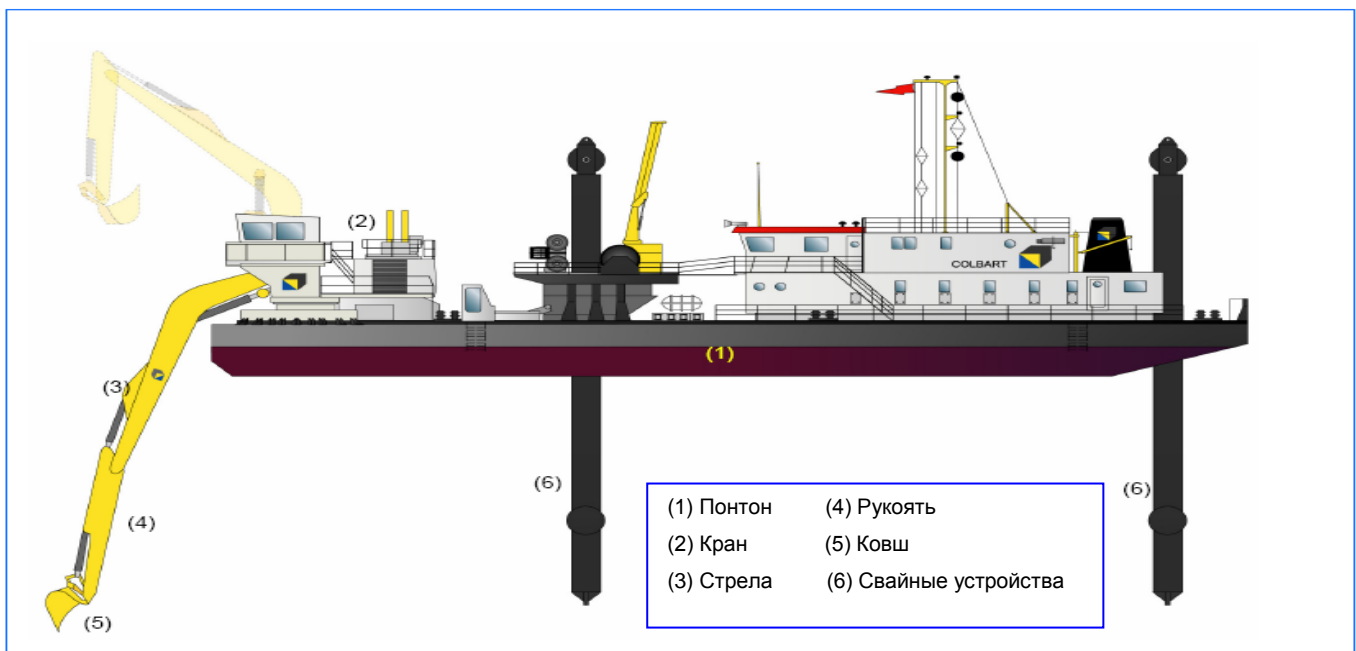 (2)
COLBART
(1)
(3)
(6)
(6)
(4)
(5)
(1) Понтон (4) Рукоять
(2) Кран (5) Ковш
(3) Стрела (6) Свайные устройства